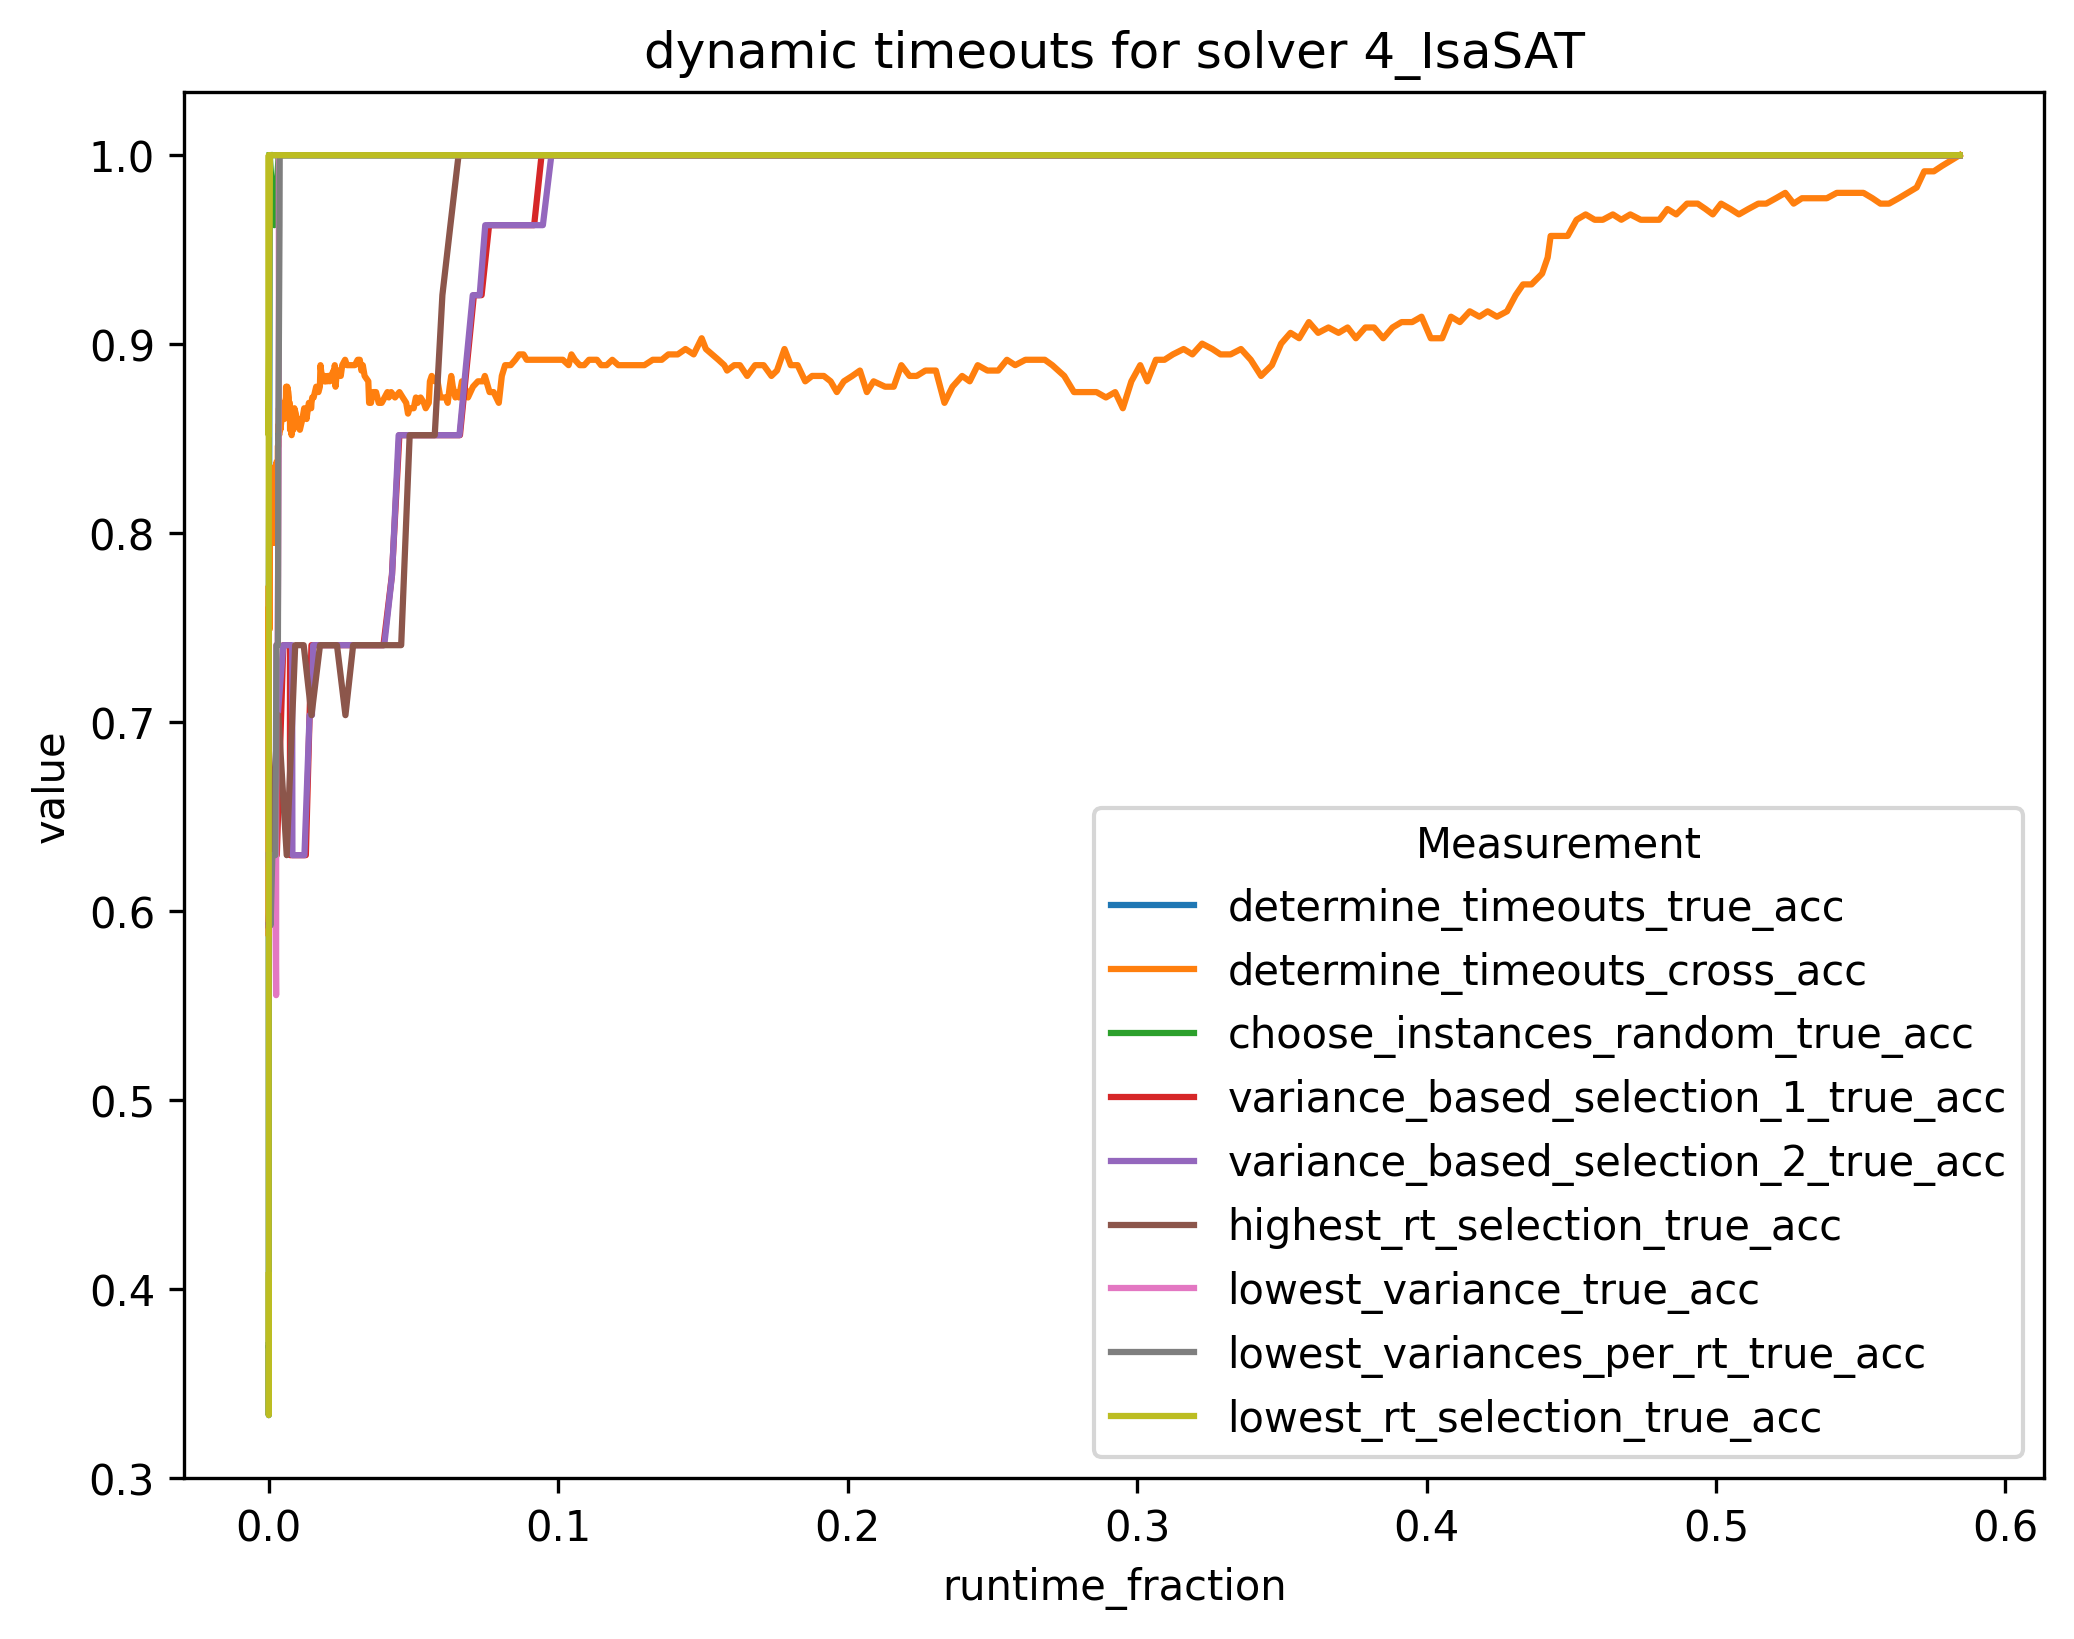 dynamic timeouts for solver 4_IsaSAT
1.0
0.9
0.8
0.7
0.6
0.5
0.4
0.3
value
Measurement
determine_timeouts_true_acc
determine_timeouts_cross_acc
choose_instances_random_true_acc
variance_based_selection_1_true_acc
variance_based_selection_2_true_acc
highest_rt_selection_true_acc
lowest_variance_true_acc
lowest_variances_per_rt_true_acc
lowest_rt_selection_true_acc
0.0 0.1 0.2 0.3 0.4 0.5 0.6
runtime_fraction